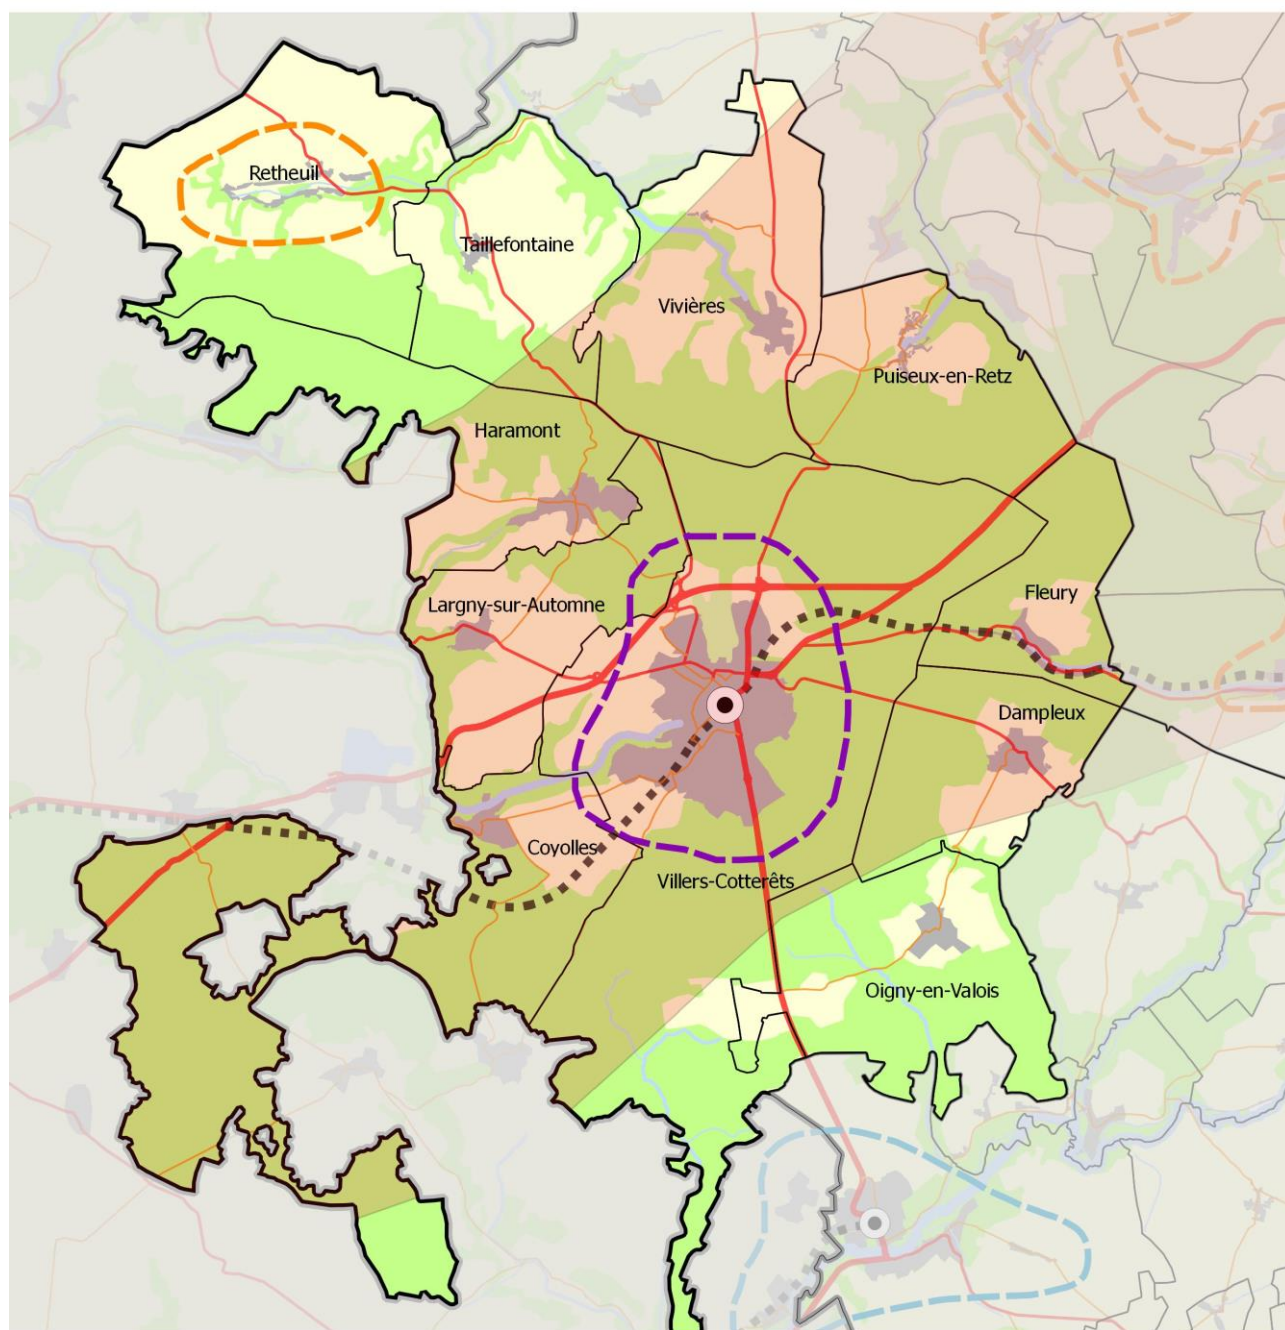 Retheuil
Taillefontaine
Vivières
Puiseux-en-Retz
Haramont
Largny-sur-Automne
Fleury
Dampleux
Coyolles
Villers-Cotterêts
Oigny-en-Valois